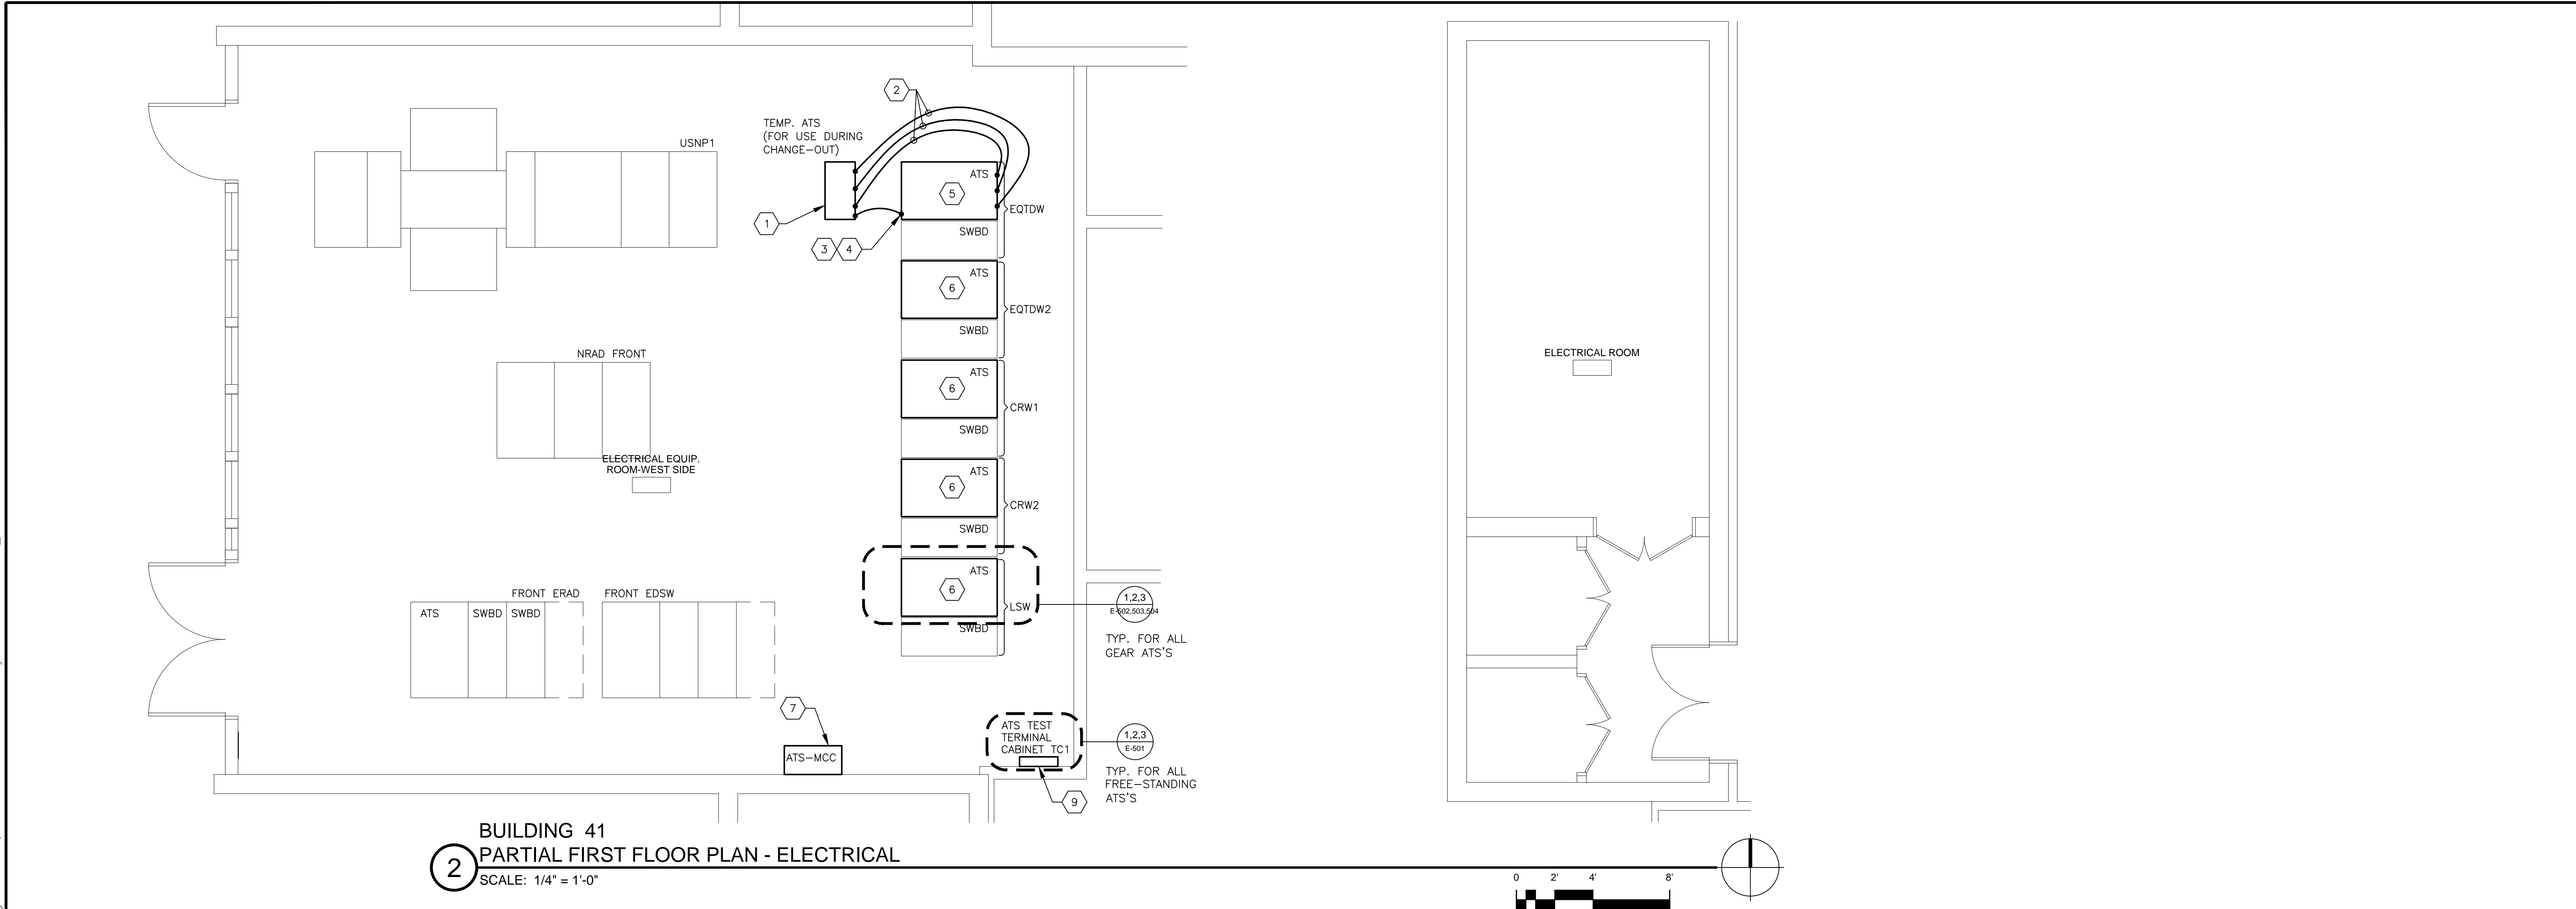 2
TEMP. ATS
(FOR USE DURING
CHANGE-OUT)
USNP1
1
3
4
ATS
5
EQTDW
SWBD
ATS
6
EQTDW2
SWBD
ATS
6
CRW1
SWBD
ATS
6
CRW2
SWBD
ATS
6
LSW
SWBD
NRAD FRONT
ELECTRICAL EQUIP.
ROOM-WEST SIDE
FRONT ERAD
ATS
SWBD
SWBD
FRONT EDSW
1,2,3
E-502,503,504
TYP. FOR ALL
GEAR ATS'S
7
ATS-MCC
ATS TEST
TERMINAL
CABINET TC1
1,2,3
E-501
TYP. FOR ALL
FREE-STANDING
ATS'S
9
ELECTRICAL ROOM
BUILDING 41
2
PARTIAL FIRST FLOOR PLAN - ELECTRICAL
SCALE: 1/4" = 1'-0"
0 2' 4' 8'